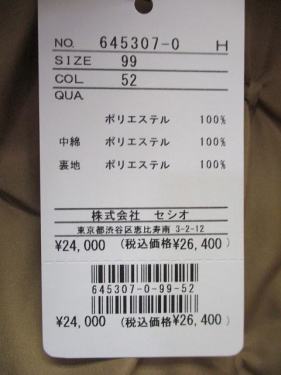 NO. 645307-0 H
SIZE 99
COL. 52
QUA.
ポリエステル 100%
中綿 ポリエステル 100%
裏地 ポリエステル 100%
株式会社 セシオ
東京都渋谷区恵比寿南 3-2-12
¥24,000 (税込価格¥26,400)
645307-0-99-52
¥24,000 (税込価格¥26,400)